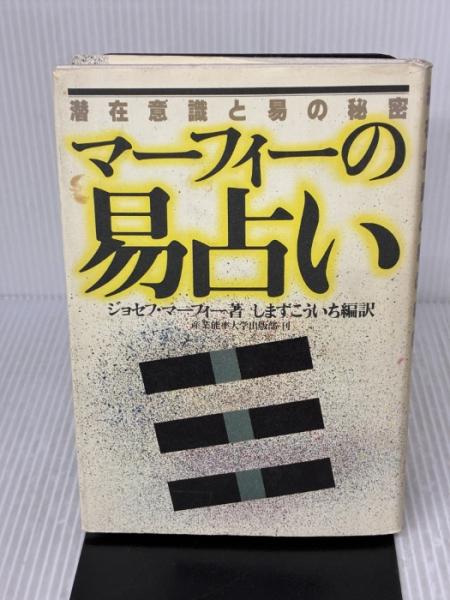 潜在意識と易の秘密
マーフィーの
易占い
ジョセフ・マーフィー著 しまずこういち編訳
産業能率大学出版部・刊